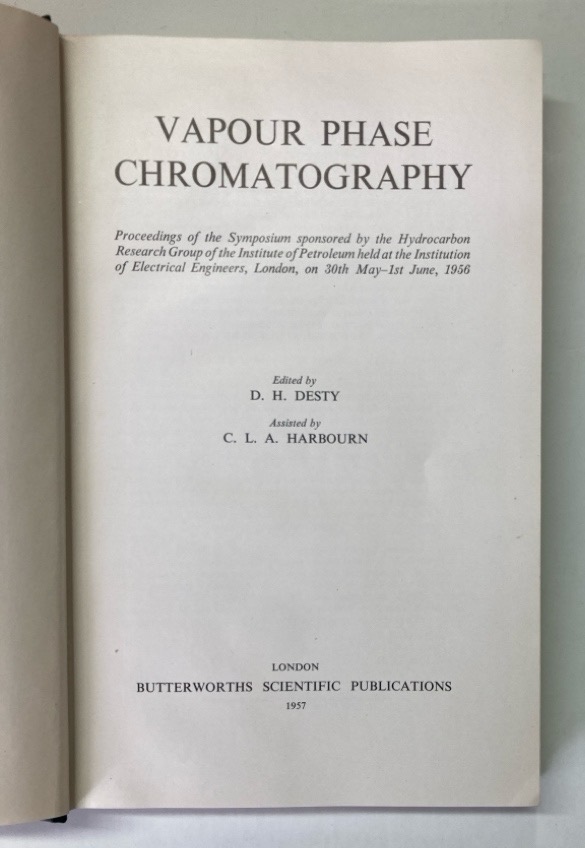 VAPOUR PHASE
CHROMATOGRAPHY
Proceedings of the Symposium sponsored by the Hydrocarbon
Research Group of the Institute of Petroleum held at the Institution
of Electrical Engineers, London, on 30th May–1st June, 1956
Edited by
D. H. DESTY
Assisted by
C. L. A. HARBOURN
LONDON
BUTTERWORTHS SCIENTIFIC PUBLICATIONS
1957